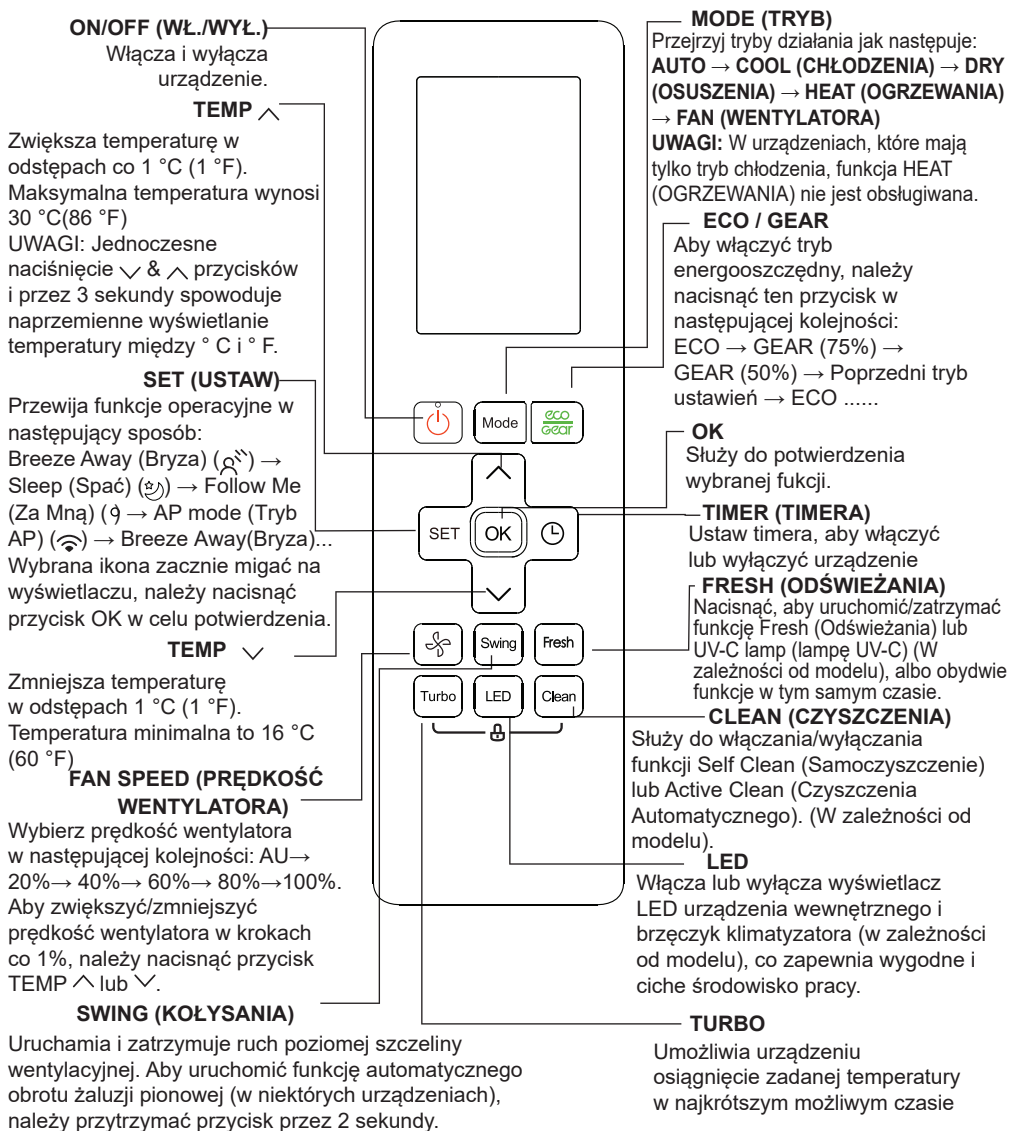 ON/OFF (WŁ./WYŁ.)
Włącza i wyłącza
urządzenie.
TEMP
Zwiększa temperaturę w
odstępach co 1 °C (1 °F).
Maksymalna temperatura wynosi
30 °C(86 °F)
UWAGI: Jednoczesne
naciśnięcie & przycisków
i przez 3 sekundy spowoduje
naprzemienne wyświetlanie
temperatury między ° C i ° F.
SET (USTAW)
Przewija funkcje operacyjne w
następujący sposób:
Breeze Away (Bryza) ( ) →
Sleep (Spać) ( ) → Follow Me
(Za Mną) ( → AP mode (Tryb
AP) ( ) → Breeze Away(Bryza)...
Wybrana ikona zacznie migać na
wyświetlaczu, należy nacisnąć
przycisk OK w celu potwierdzenia.
TEMP
Zmniejsza temperaturę
w odstępach 1 °C (1 °F).
Temperatura minimalna to 16 °C
(60 °F)
FAN SPEED (PRĘDKOŚĆ
WENTYLATORA)
Wybierz prędkość wentylatora
w następującej kolejności: AU→
20%→ 40%→ 60%→ 80%→100%.
Aby zwiększyć/zmniejszyć
prędkość wentylatora w krokach
co 1%, należy nacisnąć przycisk
TEMP lub .
SWING (KOŁYSANIA)
Uruchamia i zatrzymuje ruch poziomej szczeliny
wentylacyjnej. Aby uruchomić funkcję automatycznego
obrotu żaluzji pionowej (w niektórych urządzeniach),
należy przytrzymać przycisk przez 2 sekundy.
Mode
eco
Gear
SET
OK
Swing
Fresh
Turbo
LED
Clean
MODE (TRYB)
Przejrzyj tryby działania jak następuje:
AUTO → COOL (CHŁODZENIA) → DRY
(OSUSZENIA) → HEAT (OGRZEWANIA)
→ FAN (WENTYLATORA)
UWAGI: W urządzeniach, które mają
tylko tryb chłodzenia, funkcja HEAT
(OGRZEWANIA) nie jest obsługiwana.
ECO / GEAR
Aby włączyć tryb
energooszczędny, należy
nacisnąć ten przycisk w
następującej kolejności:
ECO → GEAR (75%) →
GEAR (50%) → Poprzedni tryb
ustawień → ECO ......
OK
Służy do potwierdzenia
wybranej fukcji.
TIMER (TIMERA)
Ustaw timera, aby włączyć
lub wyłączyć urządzenie
FRESH (ODŚWIEŻANIA)
Nacisnąć, aby uruchomić/zatrzymać
funkcję Fresh (Odświeżania) lub
UV-C lamp (lampę UV-C) (W
zależności od modelu), albo obydwie
funkcje w tym samym czasie.
CLEAN (CZYSZCZENIA)
Służy do włączania/wyłączania
funkcji Self Clean (Samoczyszczenie)
lub Active Clean (Czyszczenia
Automatycznego). (W zależności od
modelu).
LED
Włącza lub wyłącza wyświetlacz
LED urządzenia wewnętrznego i
brzęczyk klimatyzatora (w zależności
od modelu), co zapewnia wygodne i
ciche środowisko pracy.
TURBO
Umożliwia urządzeniu
osiągnięcie zadanej temperatury
w najkrótszym możliwym czasie